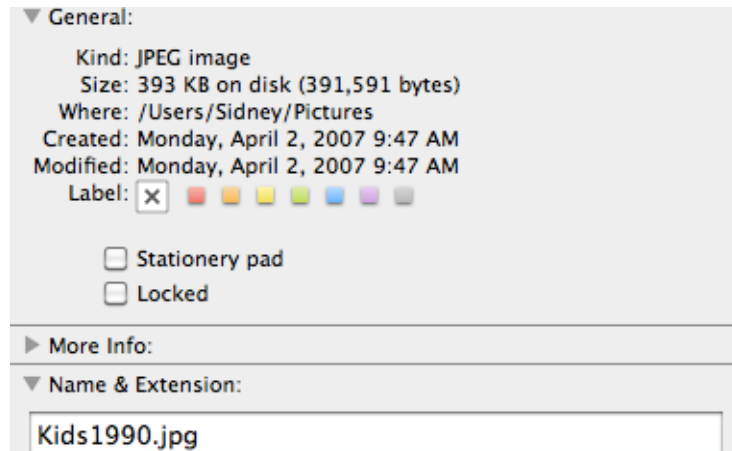 General:
Kind: JPEG image
Size: 393 KB on disk (391,591 bytes)
Where: /Users/Sidney/Pictures
Created: Monday, April 2, 2007 9:47 AM
Modified: Monday, April 2, 2007 9:47 AM
Label:
Stationery pad
Locked
More Info:
Name & Extension:
Kids1990.jpg